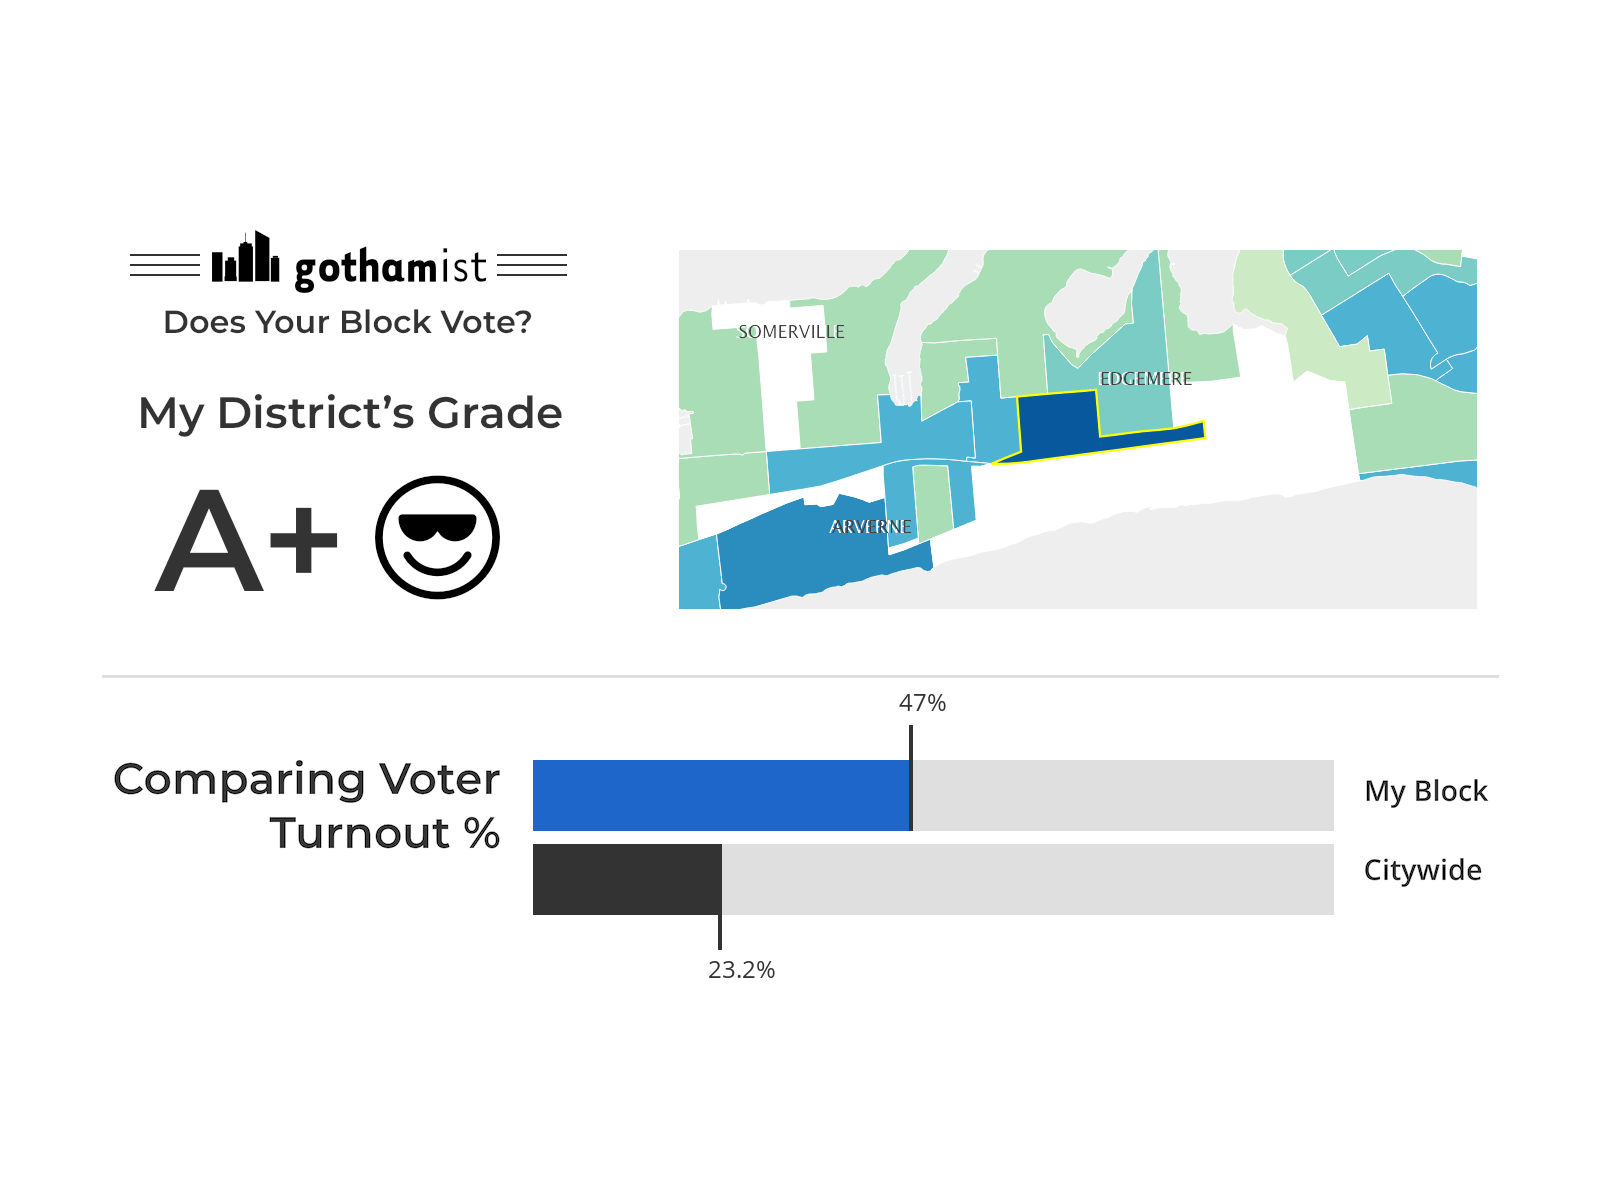 gothamist
Does Your Block Vote?
My District’s Grade
A+
SOMERVILLE
EDGEMERE
ARVERNE
47%
Comparing Voter
Turnout %
My Block
Citywide
23.2%